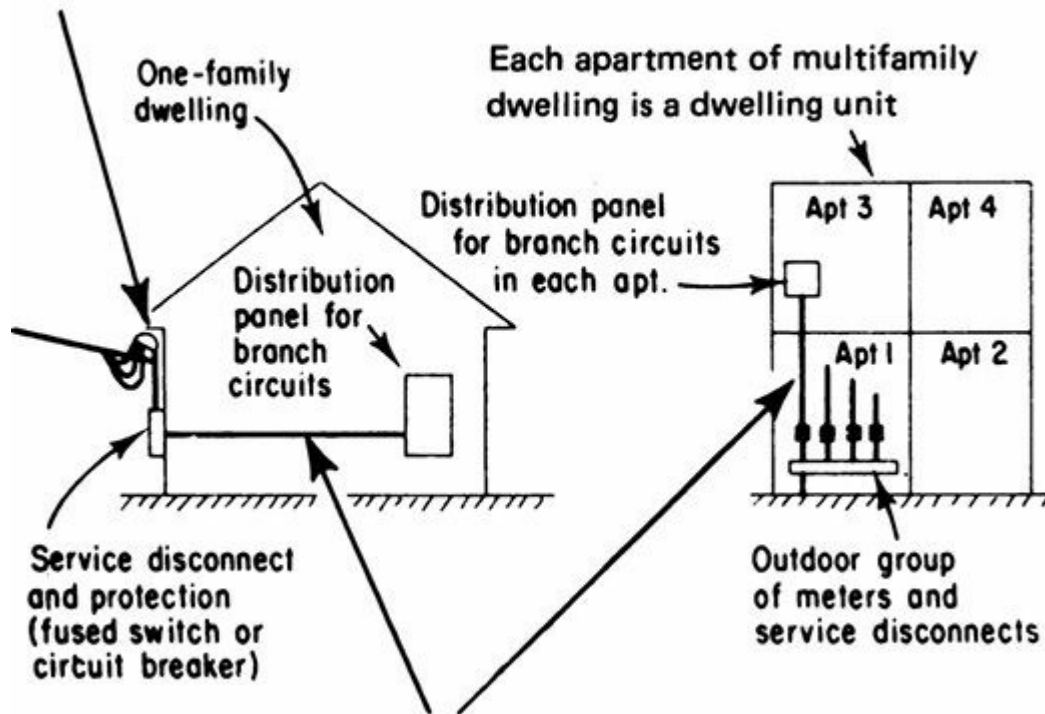 One-family
dwelling
Each apartment of multifamily
dwelling is a dwelling unit
Distribution panel
for branch circuits
in each apt.
Apt 3
Apt 4
Distribution
panel for
branch
circuits
Apt 1
Apt 2
Service disconnect
and protection
(fused switch or
circuit breaker)
Outdoor group
of meters and
service disconnects